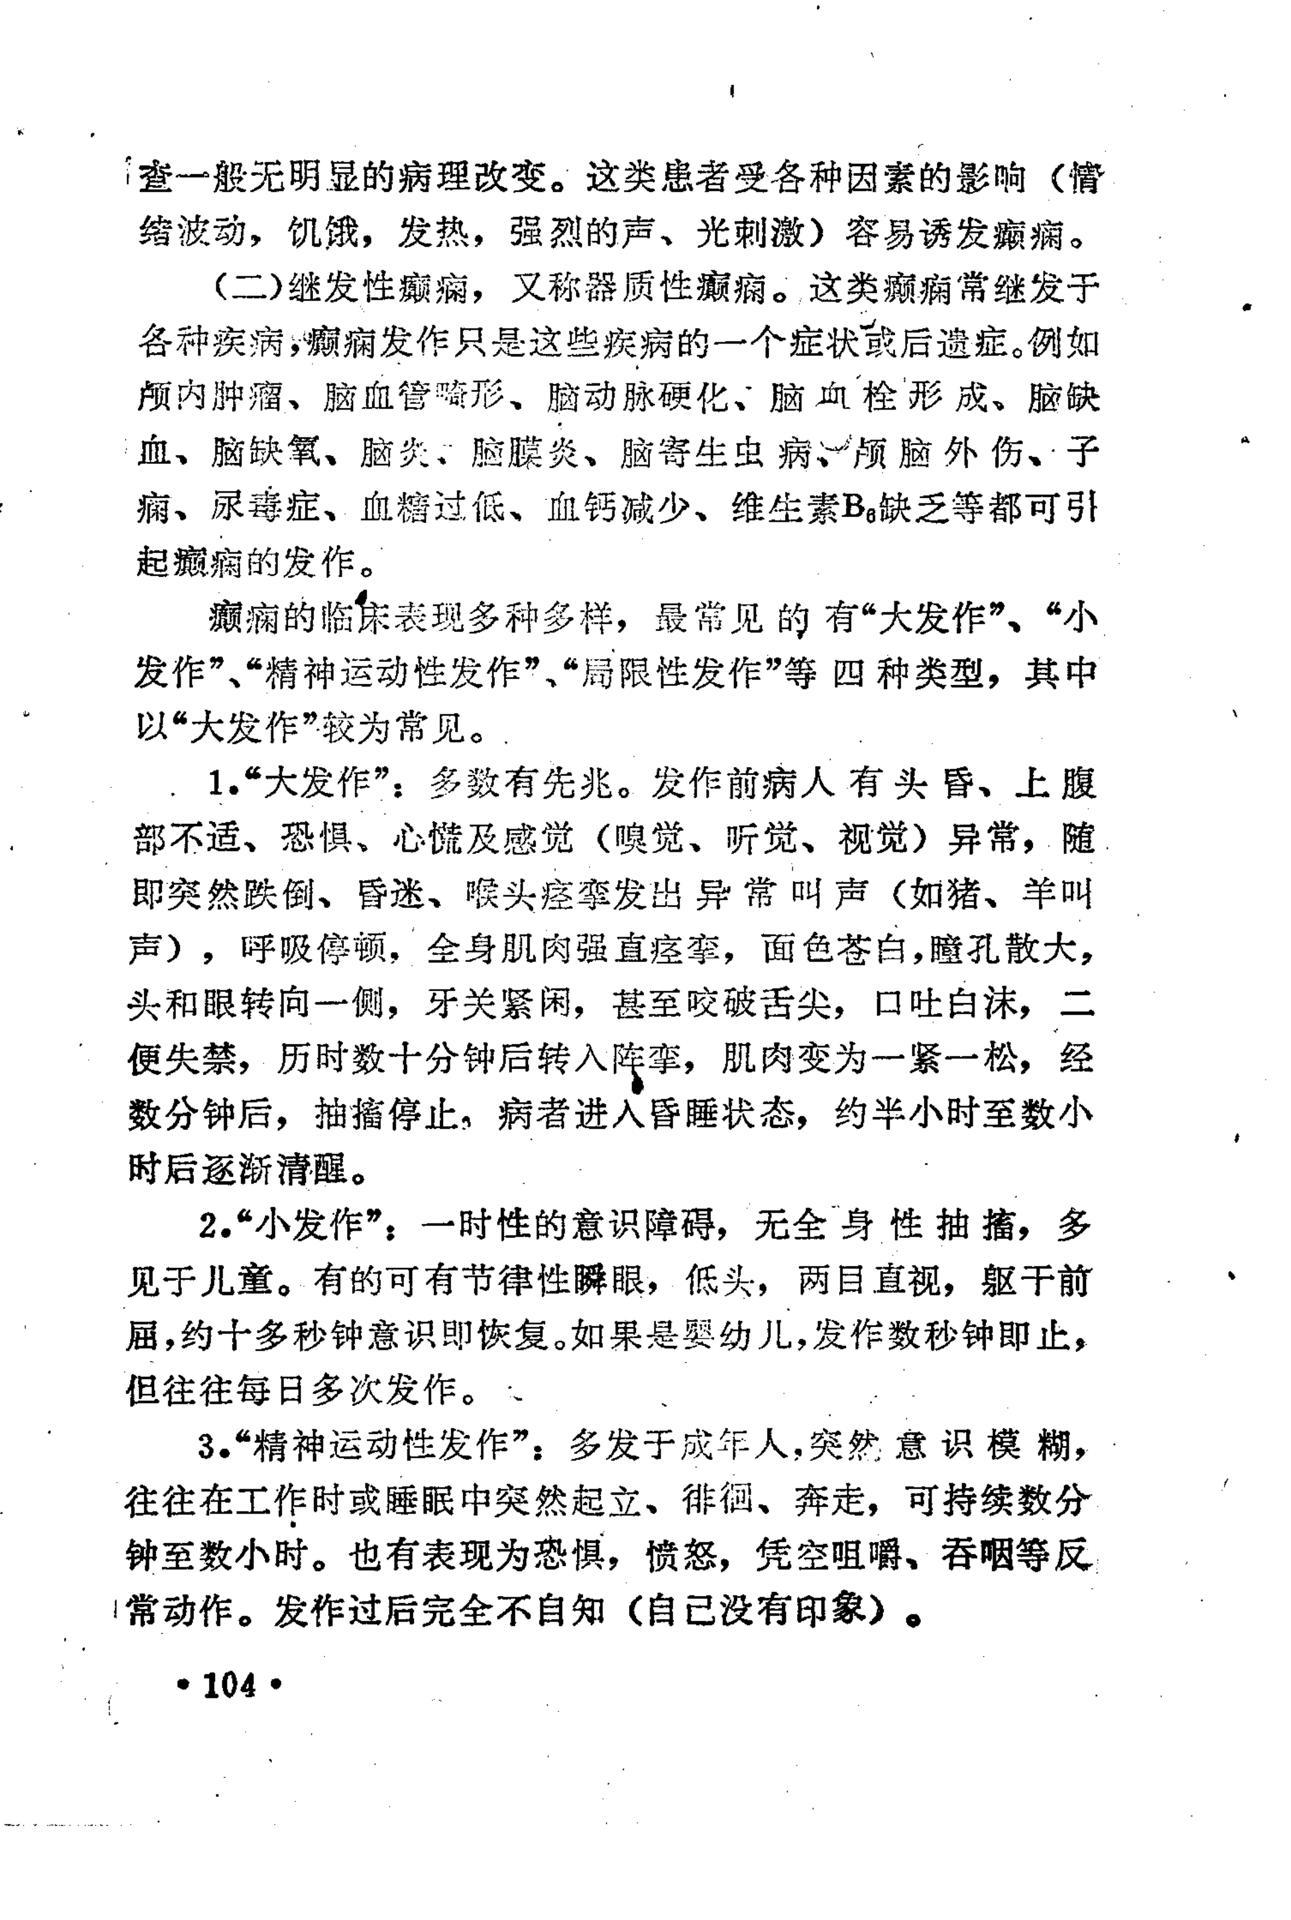 查一般无明显的病理改变。这类患者受各种因素的影响（情
绪波动，饥饿，发热，强烈的声、光刺激）容易诱发癫痫。
（二）继发性癫痫，又称器质性癫痫。这类癫痫常继发于
各种疾病，癫痫发作只是这些疾病的一个症状或后遗症。例如
颅内肿瘤、脑血管畸形、脑动脉硬化、脑血栓形成、脑缺
血、脑缺氧、脑炎、脑膜炎、脑寄生虫病、颅脑外伤、子
痫、尿毒症、血糖过低、血钙减少、维生素B₆缺乏等都可引
起癫痫的发作。
癫痫的临床表现多种多样，最常见的有“大发作”、“小
发作”、“精神运动性发作”、“局限性发作”等四种类型，其中
以“大发作”较为常见。
1.“大发作”：多数有先兆。发作前病人有头昏、上腹
部不适、恐惧、心慌及感觉（嗅觉、听觉、视觉）异常，随
即突然跌倒、昏迷、喉头痉挛发出异常叫声（如猪、羊叫
声），呼吸停顿，全身肌肉强直痉挛，面色苍白，瞳孔散大，
头和眼转向一侧，牙关紧闭，甚至咬破舌尖，口吐白沫，二
便失禁，历时数十分钟后转入阵挛，肌肉变为一紧一松，经
数分钟后，抽搐停止，病者进入昏睡状态，约半小时至数小
时后逐渐清醒。
2.“小发作”：一时性的意识障碍，无全身性抽搐，多
见于儿童。有的可有节律性瞬眼，低头，两目直视，躯干前
屈，约十多秒钟意识即恢复。如果是婴幼儿，发作数秒钟即止，
但往往每日多次发作。
3.“精神运动性发作”：多发于成年人，突然意识模糊，
往往在工作时或睡眠中突然起立、徘徊、奔走，可持续数分
钟至数小时。也有表现为恐惧，愤怒，凭空咀嚼、吞咽等反
常动作。发作过后完全不自知（自己没有印象）。
•104•